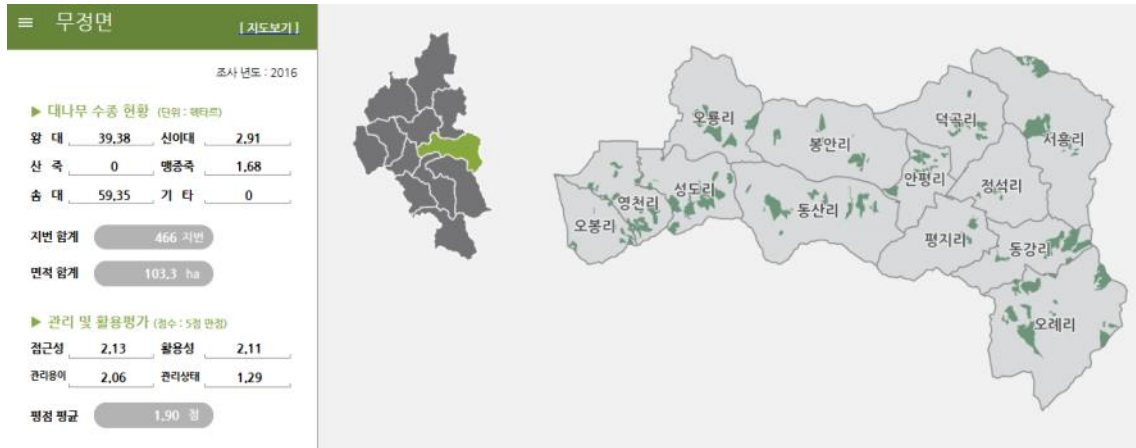 무정면
[ 지도보기 ]
조사 년도 : 2016
▶ 대나무 수종 현황 (단위 : 헥타르)
왕 대 39.38 신이대 2.91
산 죽 0 맹종죽 1.68
솜 대 59.35 기 타 0
지번 합계 466 지번
면적 합계 103.3 ha
▶ 관리 및 활용평가 (점수 : 5점 만점)
접근성 2.13 활용성 2.11
관리용이 2.06 관리상태 1.29
평점 평균 1.90 점
오룡리
봉안리
덕곡리
서흥리
안평리
정석리
성도리
영천리
동산리
오봉리
평지리
동강리
오례리